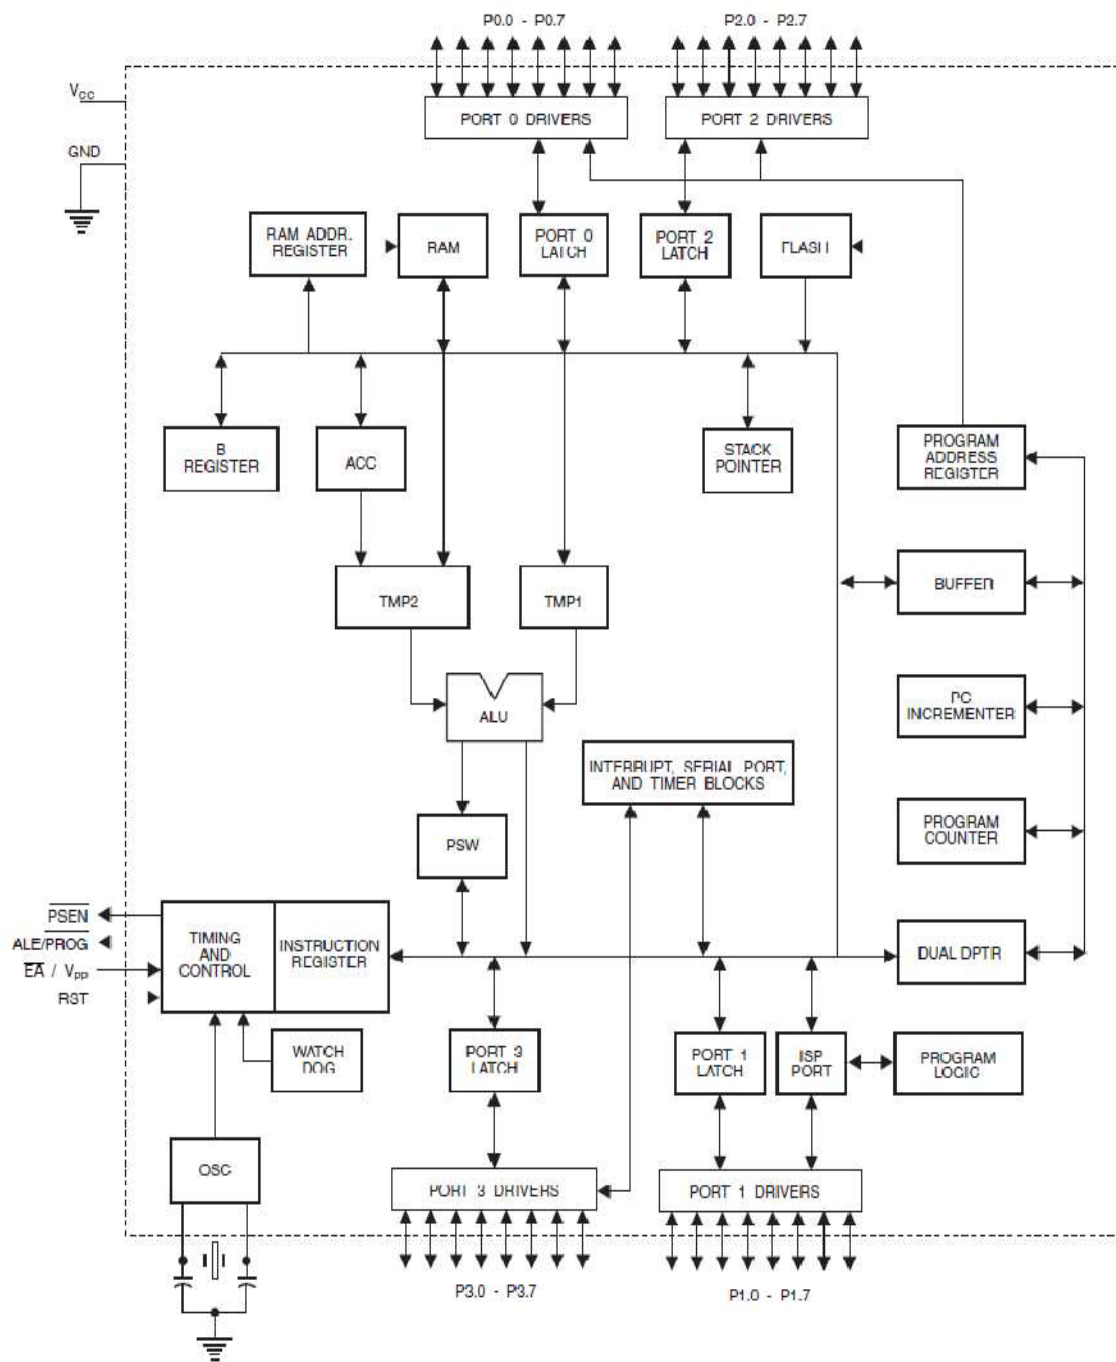 P0.0 - P0.7
P2.0 - P2.7
VCC
PORT 0 DRIVERS
PORT 2 DRIVERS
GND
RAM ADDR.
REGISTER
RAM
PORT 0
LATCH
PORT 2
LATCH
FLASH
B
REGISTER
ACC
STACK
POINTER
PROGRAM
ADDRESS
REGISTER
TMP2
TMP1
BUFFER
ALU
PC
INCREMENTER
INTERRUPT, SERIAL PORT,
AND TIMER BLOCKS
PSW
PROGRAM
COUNTER
PSEN
ALE/PROG
EA / VPP
RST
TIMING
AND
CONTROL
INSTRUCTION
REGISTER
DUAL DPTR
WATCH
DOG
PORT 3
LATCH
PORT 1
LATCH
ISP
PORT
PROGRAM
LOGIC
OSC
PORT 3 DRIVERS
PORT 1 DRIVERS
P3.0 - P3.7
P1.0 - P1.7